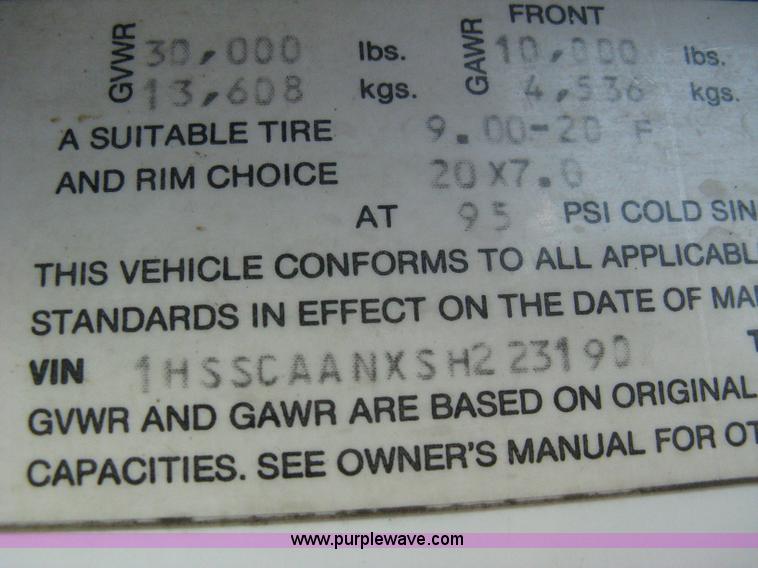 FRONT
GVWR 30,000 lbs. GAWR 10,000 lbs.
13,608 kgs. 4,536 kgs.
A SUITABLE TIRE 9.00-20 F
AND RIM CHOICE 20X7.0
AT 95 PSI COLD SIN
THIS VEHICLE CONFORMS TO ALL APPLICABL
STANDARDS IN EFFECT ON THE DATE OF MA
VIN 1HSSCAANXSH223190 T
GVWR AND GAWR ARE BASED ON ORIGINAL
CAPACITIES. SEE OWNER'S MANUAL FOR OT
www.purplewave.com